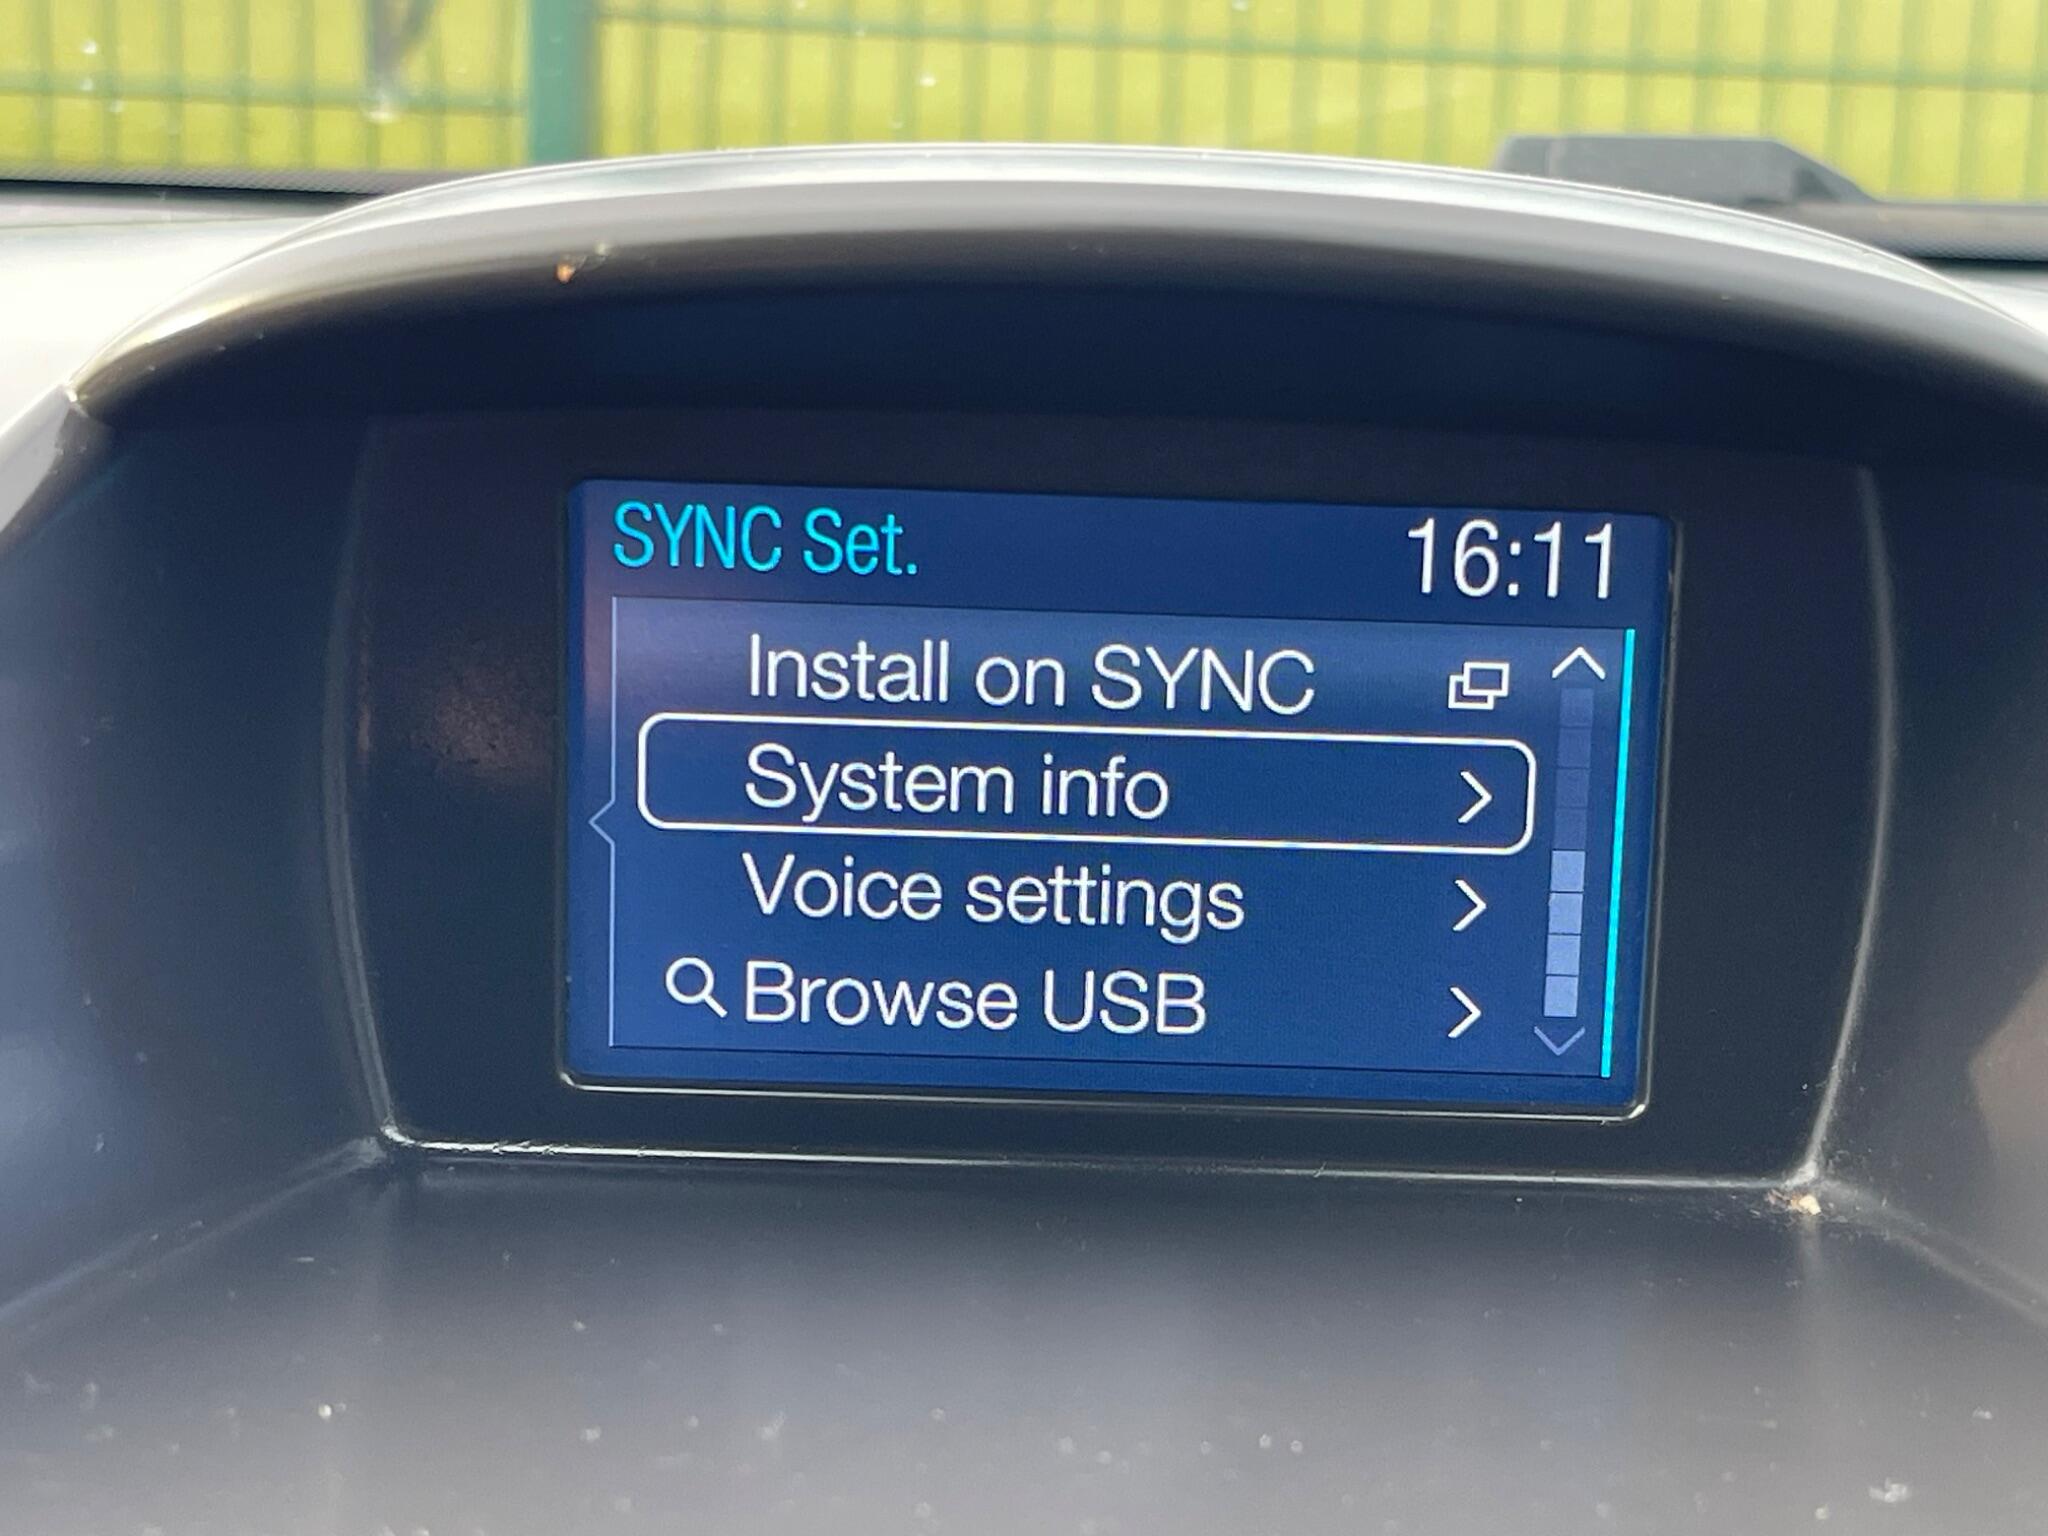 SYNC Set.
16:11
Install on SYNC
System info
Voice settings
Browse USB